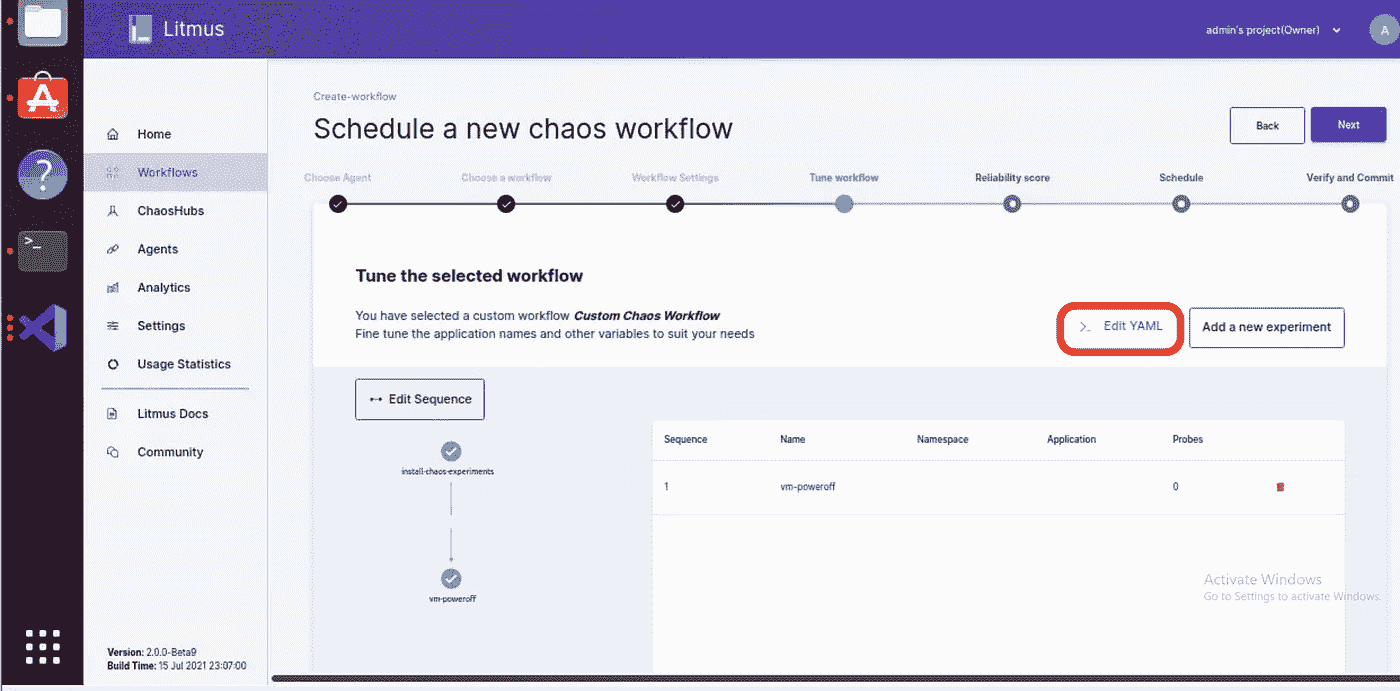 Litmus
admin's project(Owner)
A
Home
Workflows
ChaosHubs
Agents
Analytics
Settings
Usage Statistics
Litmus Docs
Community
Version: 2.0.0-Beta9
Build Time: 15 Jul 2021 23:07:00
Create-workflow
Schedule a new chaos workflow
Back
Next
Choose Agent
Choose a workflow
Workflow Settings
Tune workflow
Reliability score
Schedule
Verify and Commit
Tune the selected workflow
You have selected a custom workflow Custom Chaos Workflow
Fine tune the application names and other variables to suit your needs
>_ Edit YAML
Add a new experiment
Edit Sequence
install-chaos-experiments
vm-poweroff
Sequence Name Namespace Application Probes
1 vm-poweroff 0
Activate Windows
Go to Settings to activate Windows.